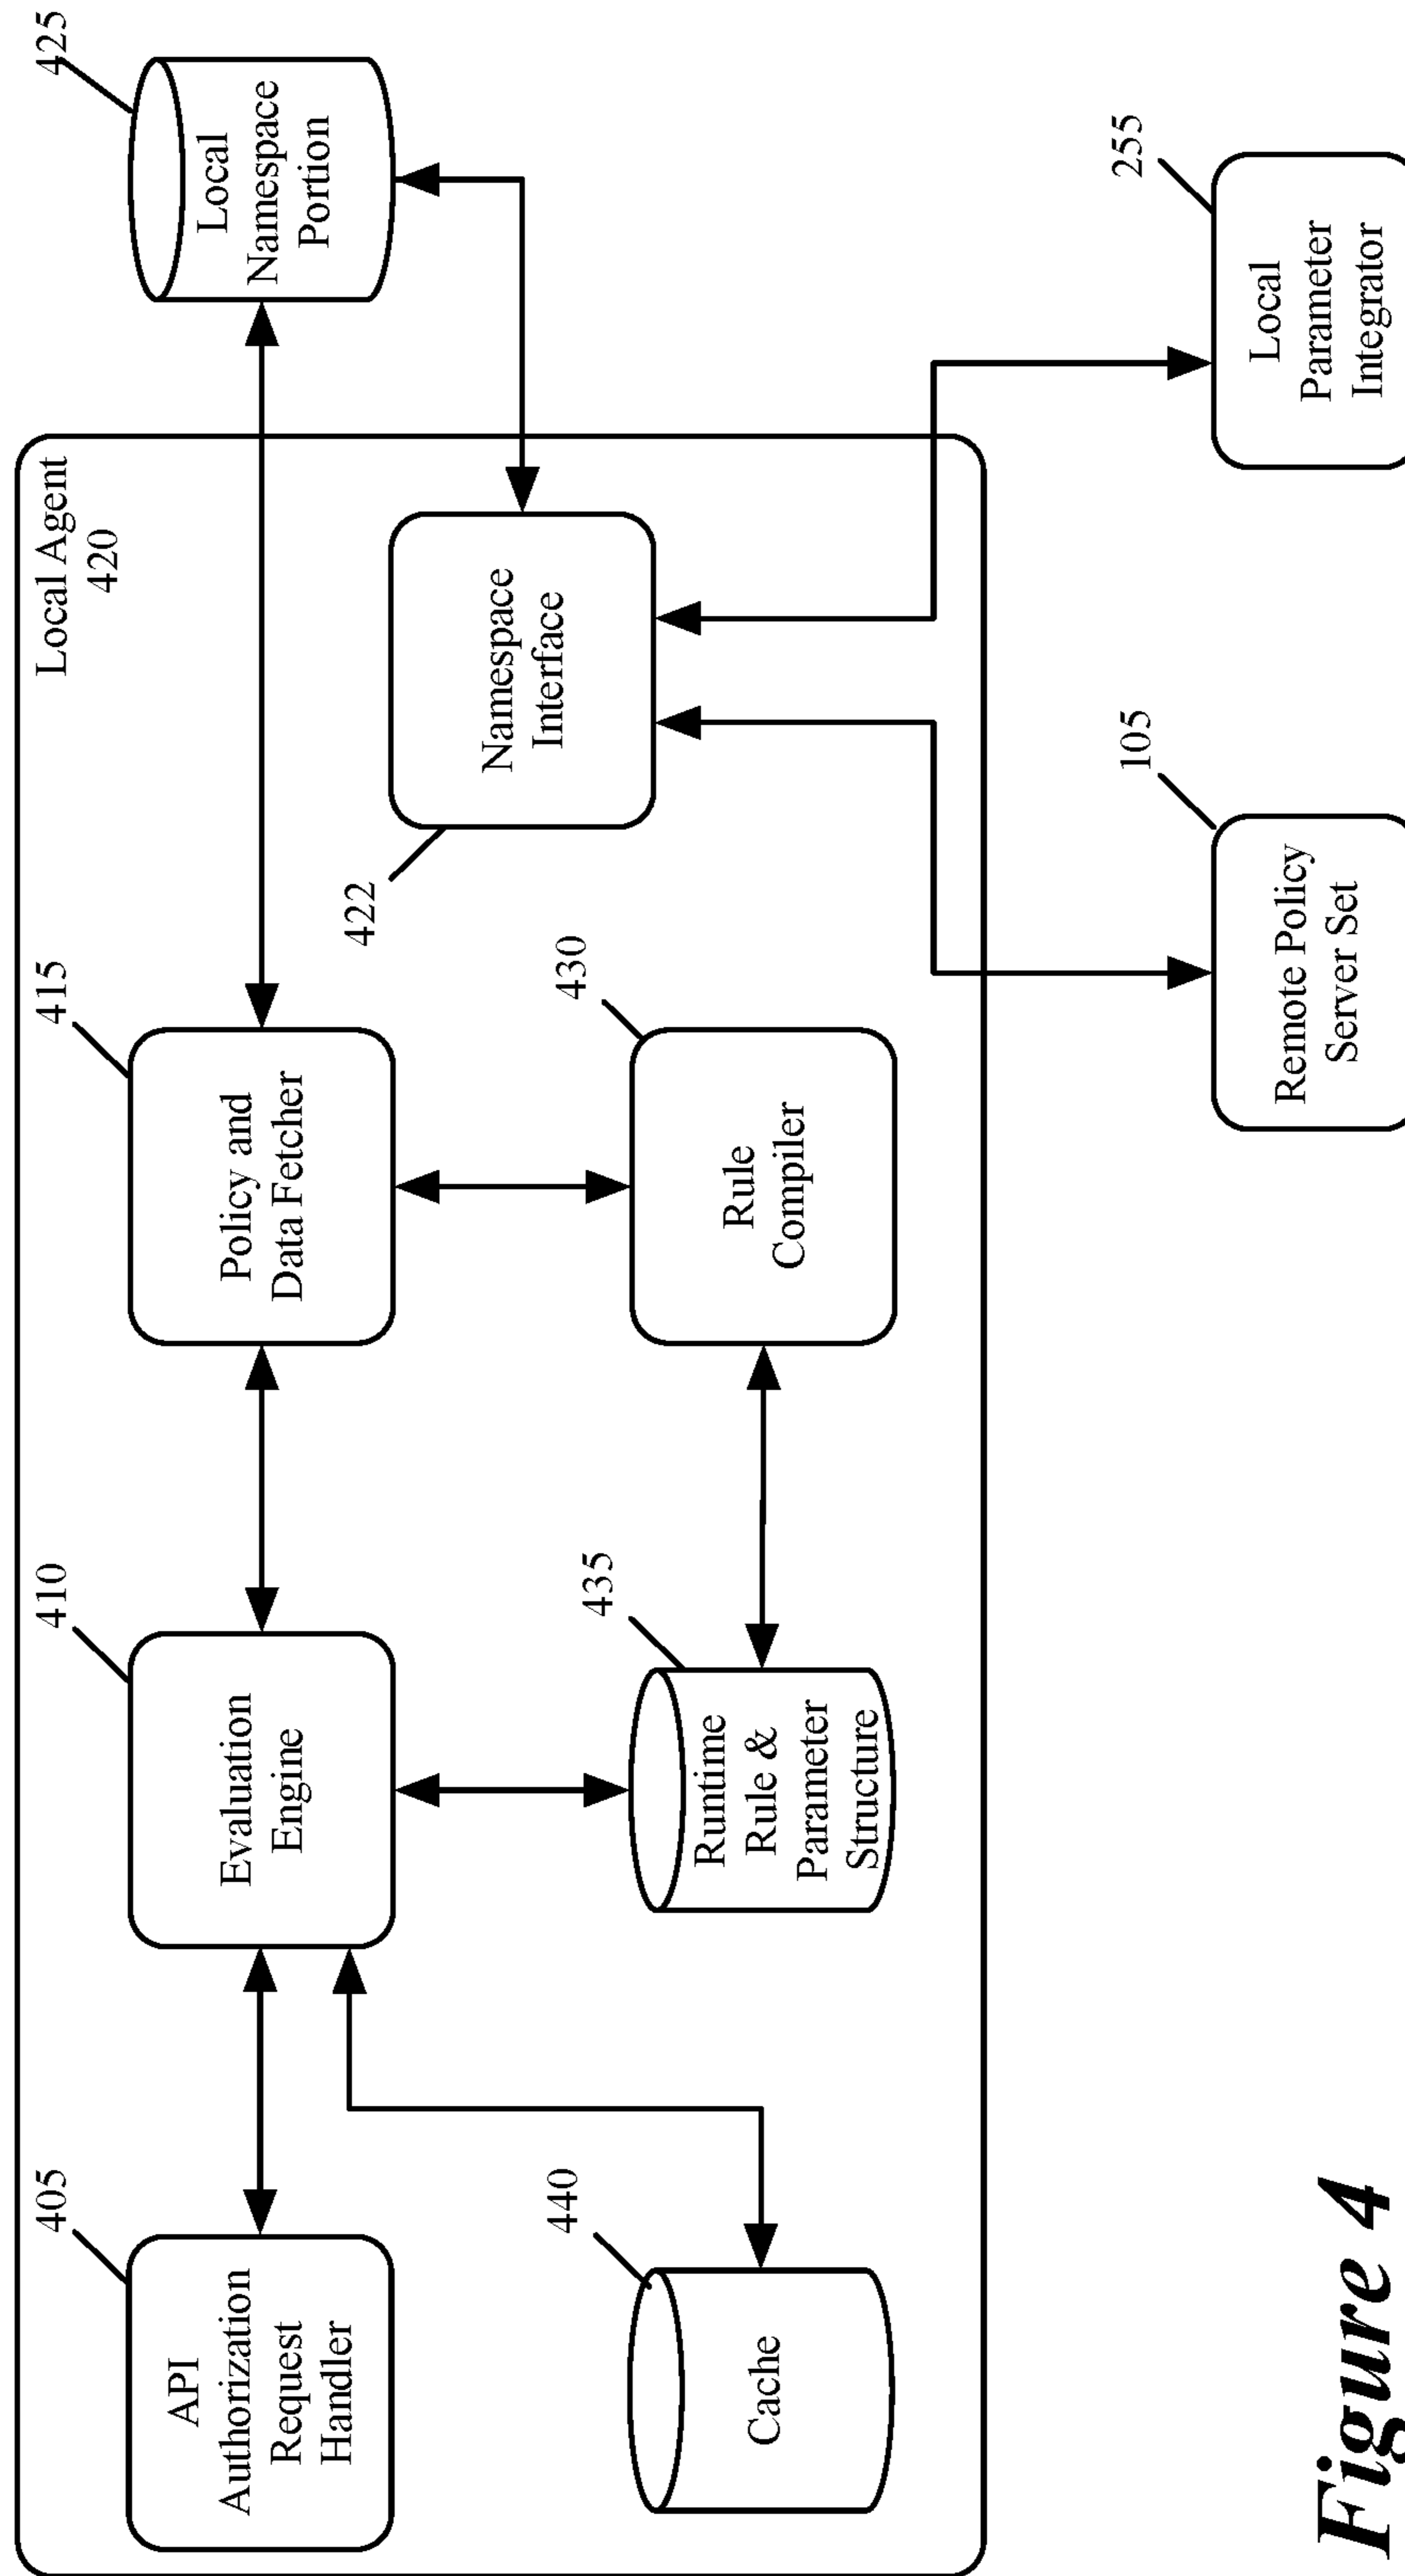 Local Agent
420
405
API
Authorization
Request
Handler
410
Evaluation
Engine
415
Policy and
Data Fetcher
425
Local
Namespace
Portion
422
Namespace
Interface
440
Cache
435
Runtime
Rule &
Parameter
Structure
430
Rule
Compiler
105
Remote Policy
Server Set
255
Local
Parameter
Integrator
Figure 4